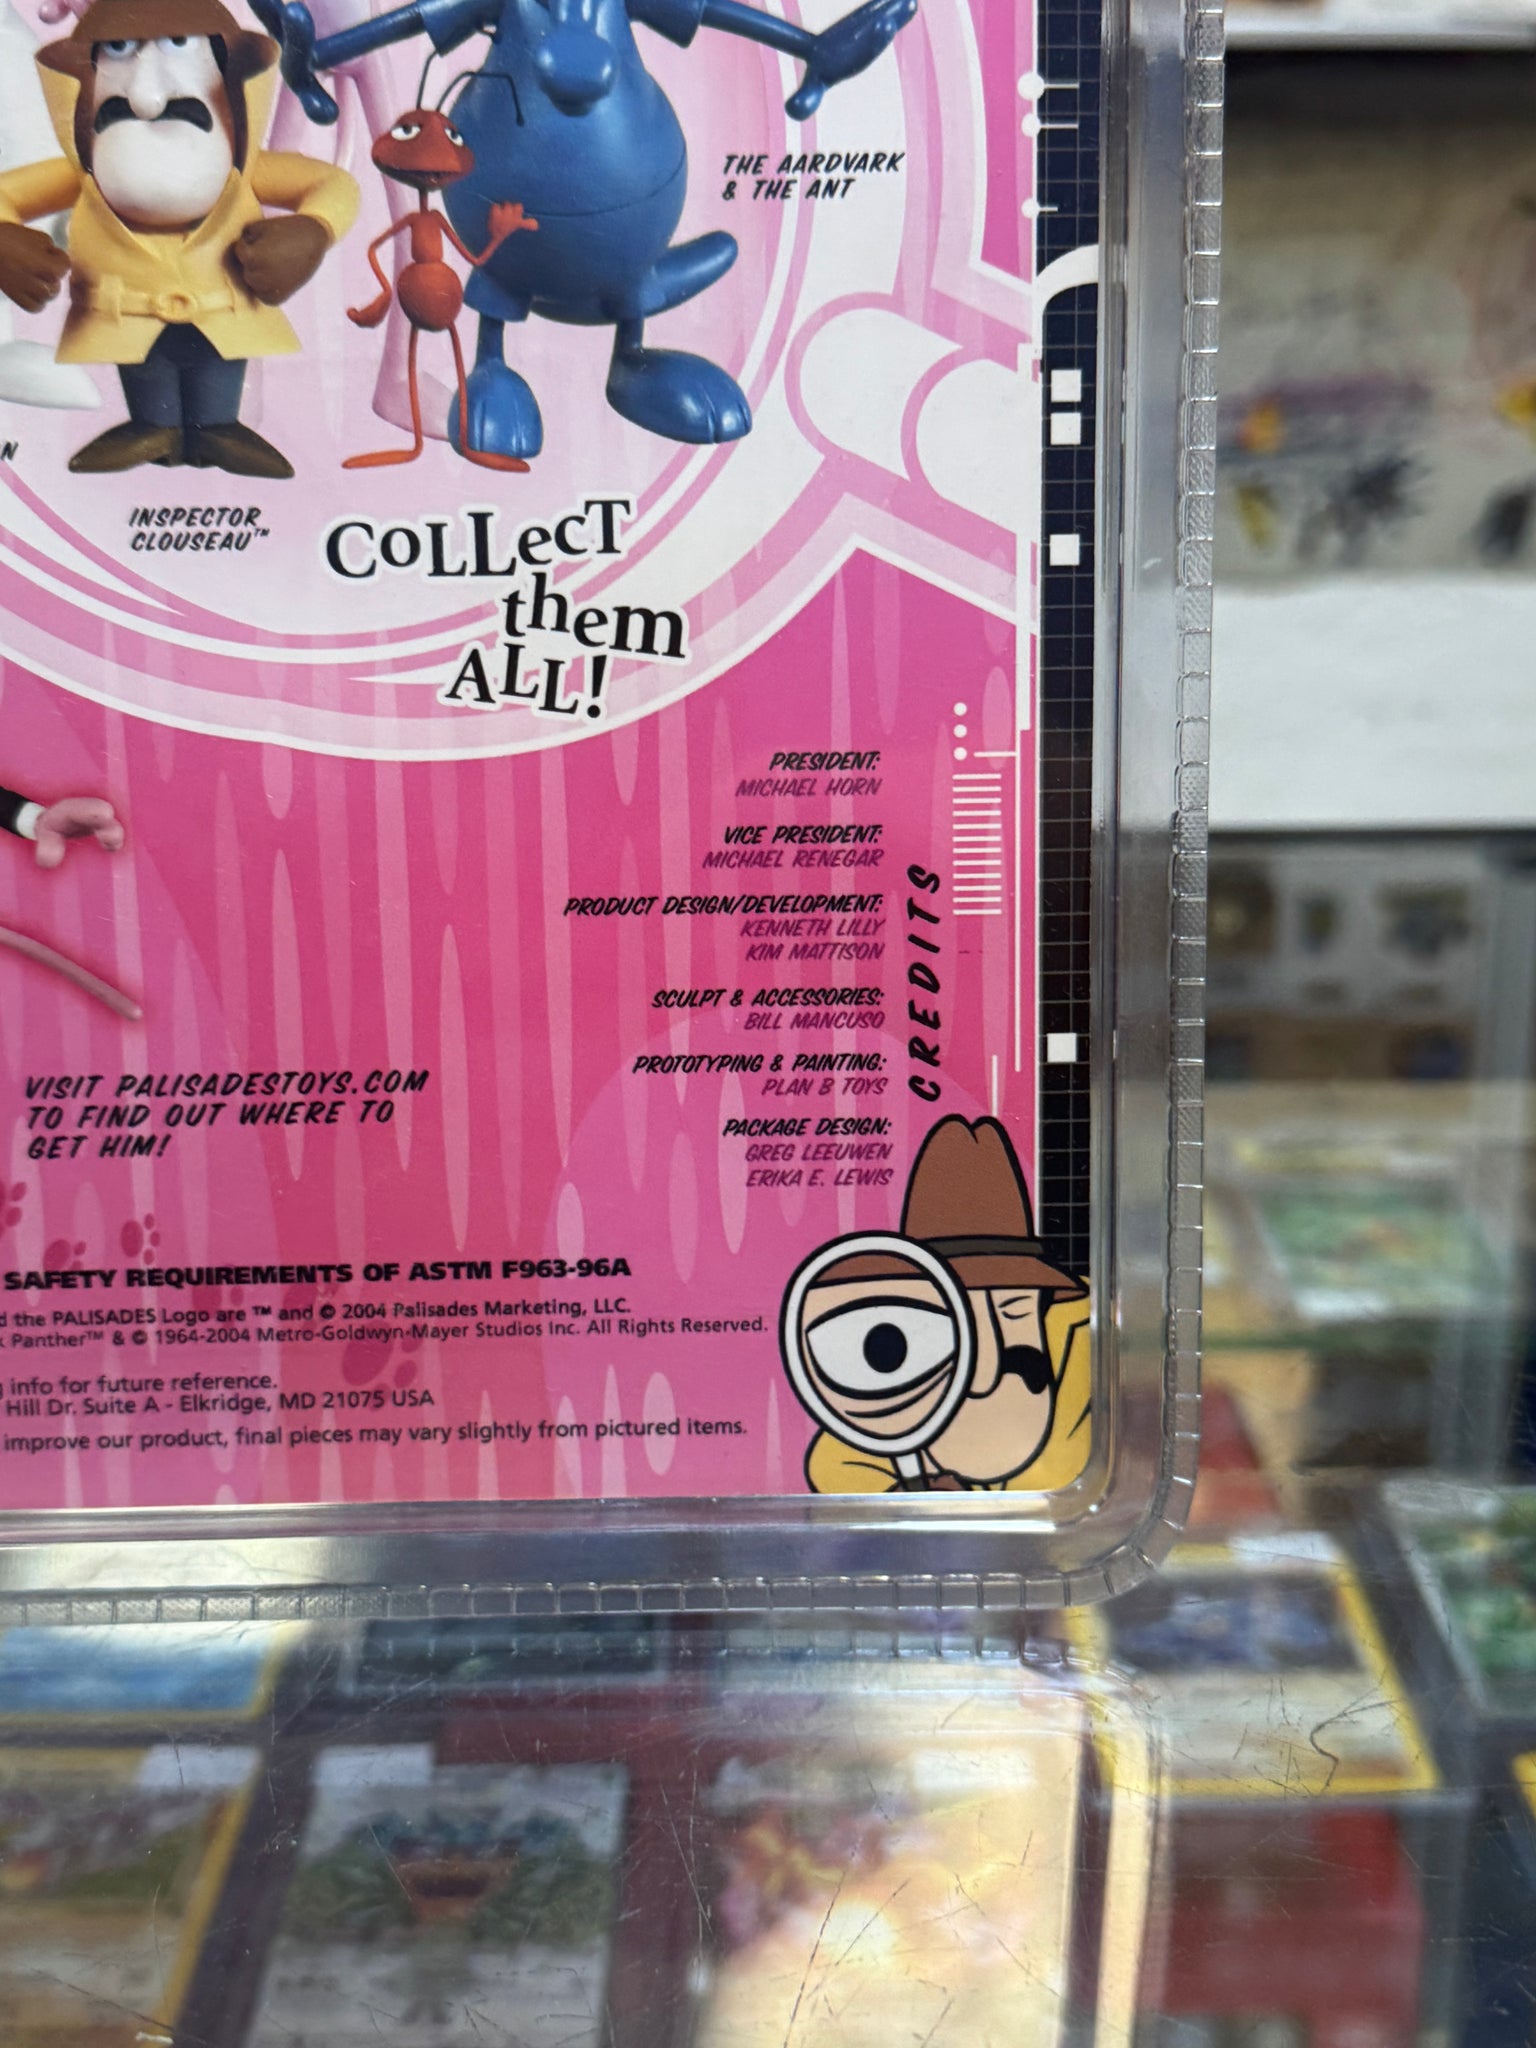 THE AARDVARK
& THE ANT
INSPECTOR
CLOUSEAU™
COLLecT
them
ALL!
PRESIDENT:
MICHAEL HORN
VICE PRESIDENT:
MICHAEL RENEGAR
PRODUCT DESIGN/DEVELOPMENT:
KENNETH LILLY
KIM MATTISON
SCULPT & ACCESSORIES:
BILL MANCUSO
PROTOTYPING & PAINTING:
PLAN B TOYS
PACKAGE DESIGN:
GREG LEEUWEN
ERIKA E. LEWIS
CREDITS
VISIT PALISADESTOYS.COM
TO FIND OUT WHERE TO
GET HIM!
SAFETY REQUIREMENTS OF ASTM F963-96A
the PALISADES Logo are ™ and © 2004 Palisades Marketing, LLC.
Panther™ & © 1964-2004 Metro-Goldwyn-Mayer Studios Inc. All Rights Reserved.
info for future reference.
Hill Dr. Suite A - Elkridge, MD 21075 USA
improve our product, final pieces may vary slightly from pictured items.